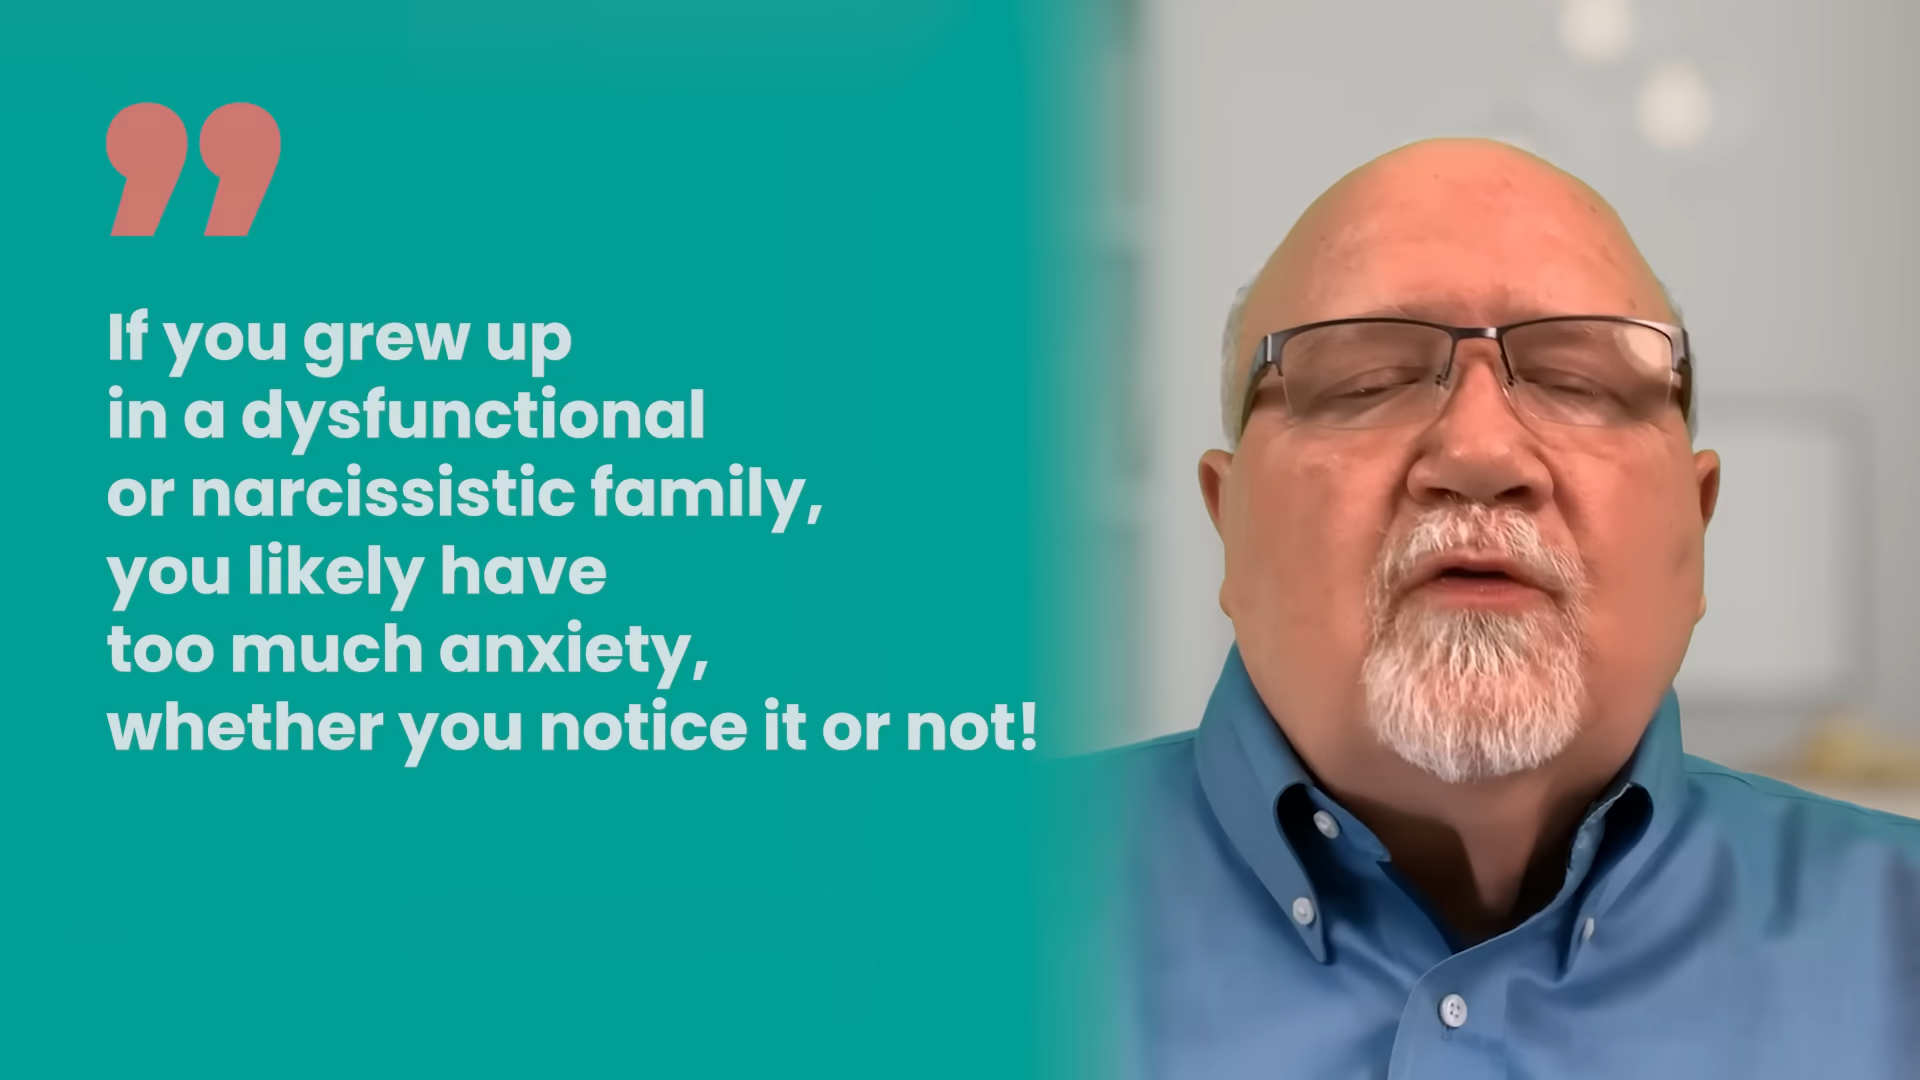 ”
If you grew up
in a dysfunctional
or narcissistic family,
you likely have
too much anxiety,
whether you notice it or not!